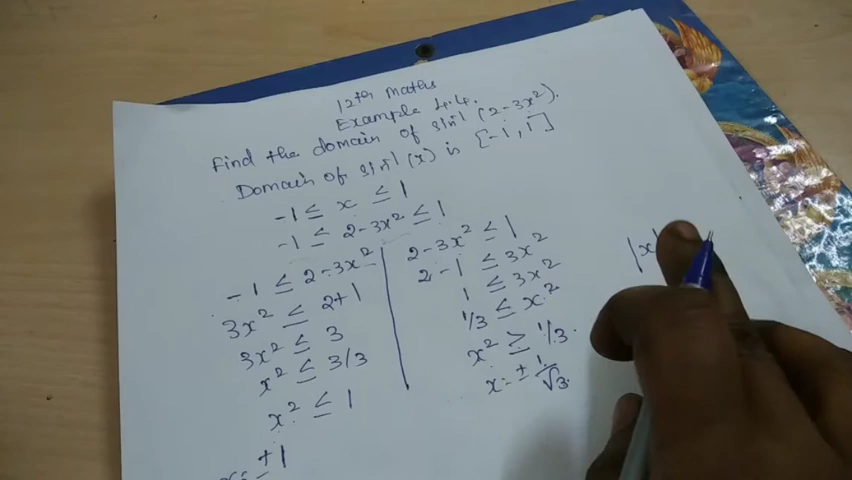 12th Maths
Example 4.4.
Find the domain of sin⁻¹ (2-3x²).
Domain of sin⁻¹ (x) is [-1, 1]
-1 ≤ x ≤ 1
-1 ≤ 2-3x² ≤ 1
-1 ≤ 2-3x²
3x² ≤ 2+1
3x² ≤ 3
x² ≤ 3/3
x² ≤ 1
x = ±1
2-3x² ≤ 1
2-1 ≤ 3x²
1 ≤ 3x²
1/3 ≤ x²
x² ≥ 1/3.
x = ± 1/√3.
|x|